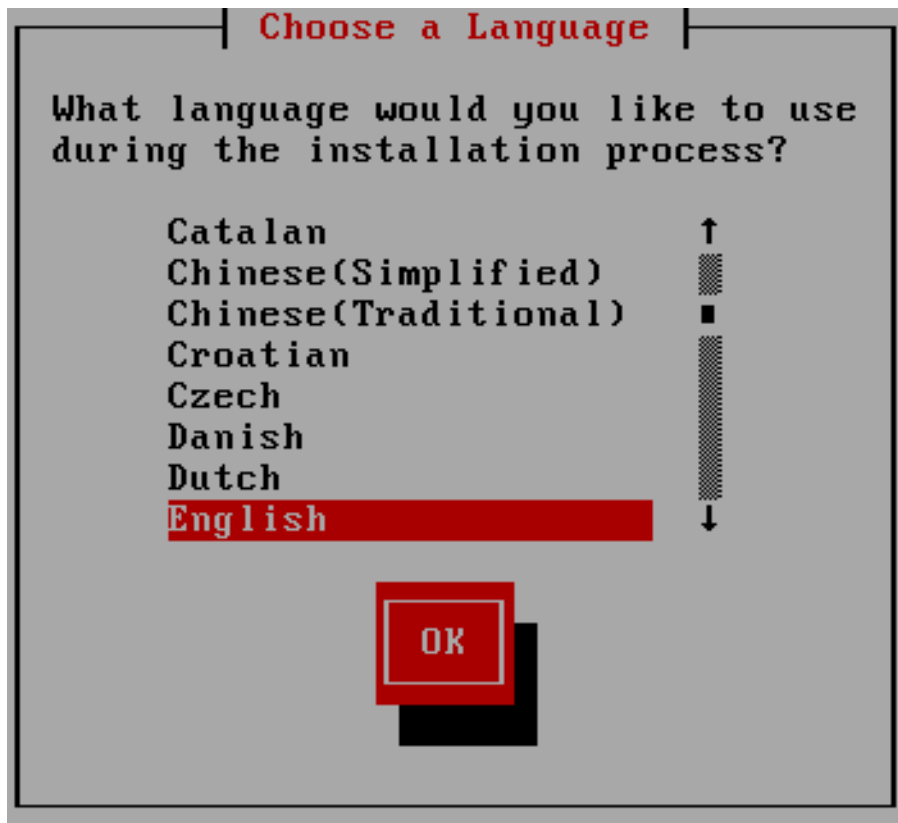 Choose a Language
What language would you like to use
during the installation process?
Catalan
Chinese(Simplified)
Chinese(Traditional)
Croatian
Czech
Danish
Dutch
English
OK